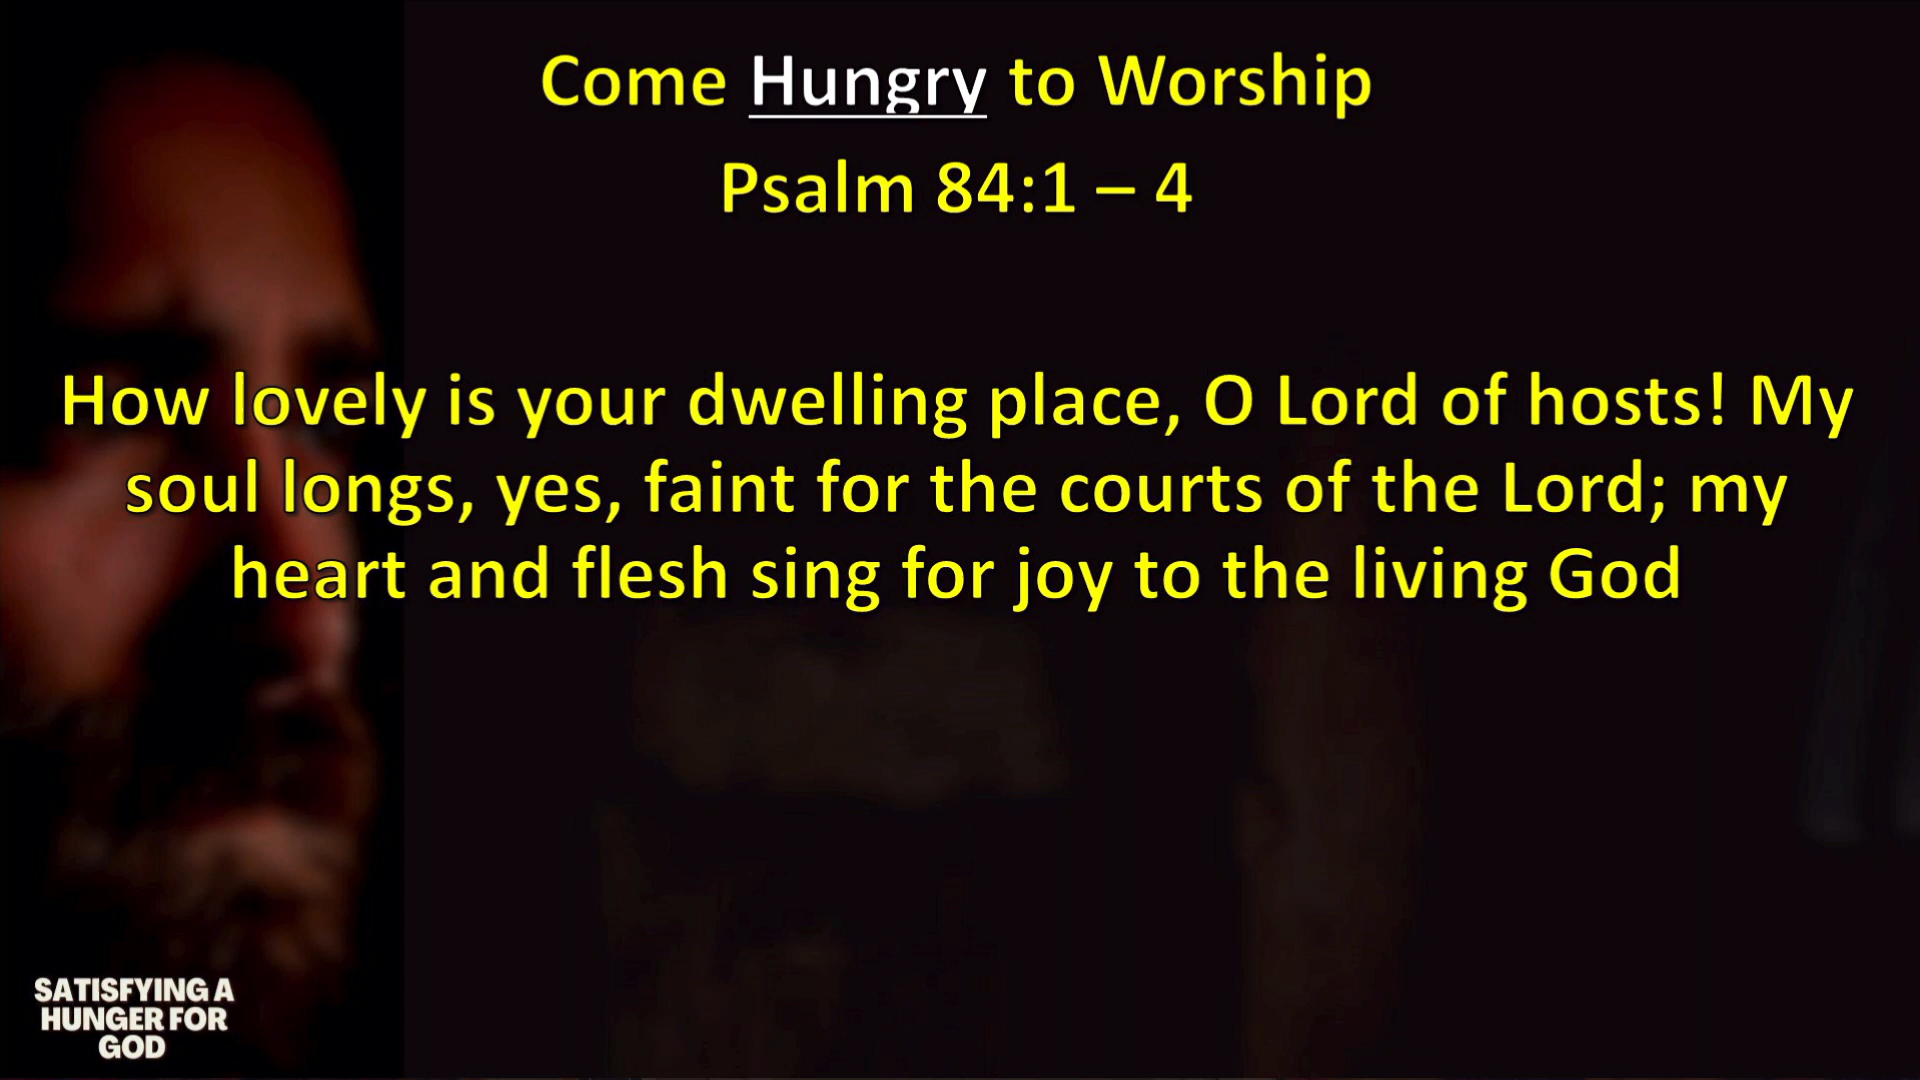 Come Hungry to Worship
Psalm 84:1 – 4
How lovely is your dwelling place, O Lord of hosts! My
soul longs, yes, faint for the courts of the Lord; my
heart and flesh sing for joy to the living God
SATISFYING A
HUNGER FOR
GOD